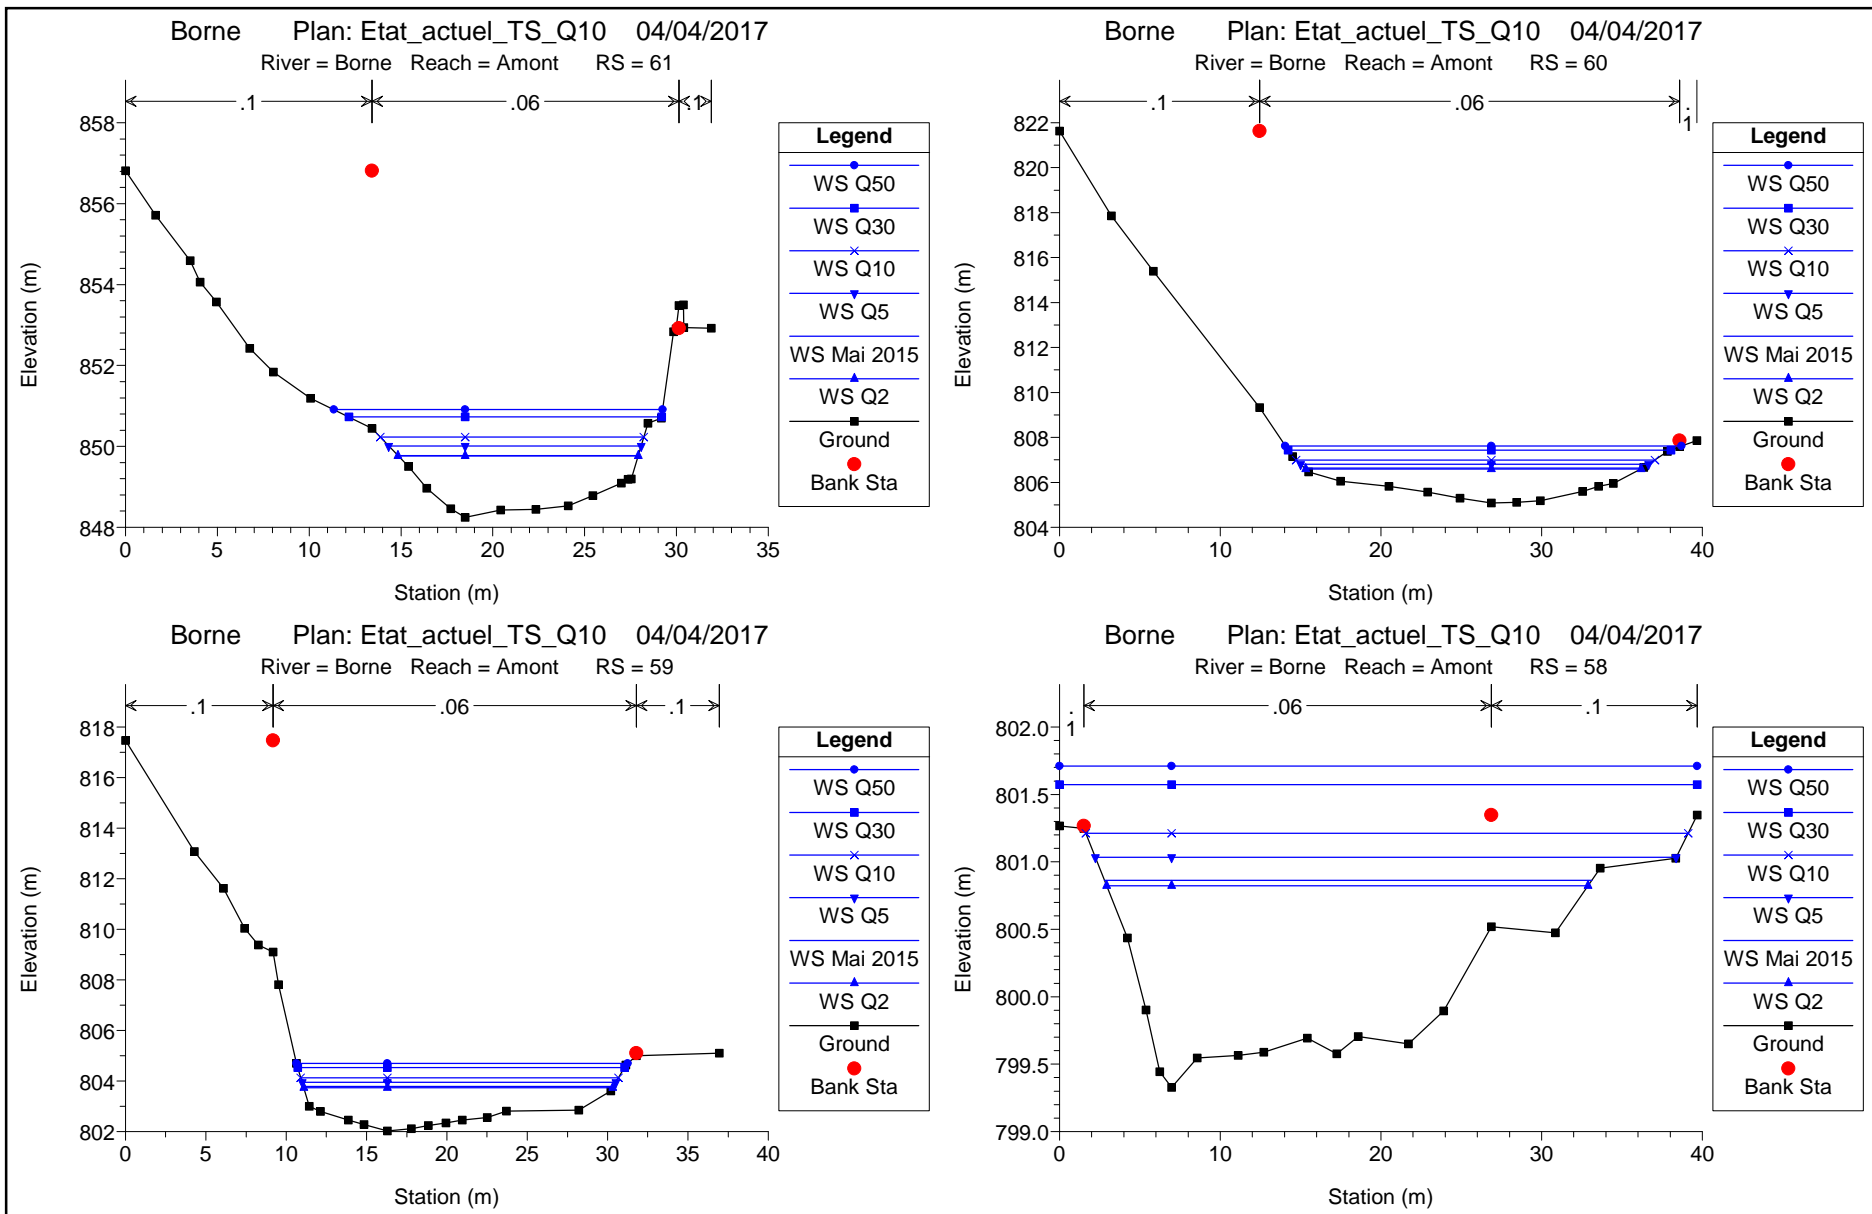 Borne Plan: Etat_actuel_TS_Q10 04/04/2017
River = Borne Reach = Amont RS = 61
.1 .06 .1
858
856
854
852
850
848
0 5 10 15 20 25 30 35
Elevation (m)
Station (m)
Legend
WS Q50
WS Q30
WS Q10
WS Q5
WS Mai 2015
WS Q2
Ground
Bank Sta
Borne Plan: Etat_actuel_TS_Q10 04/04/2017
River = Borne Reach = Amont RS = 60
.1 .06 .1
822
820
818
816
814
812
810
808
806
804
0 10 20 30 40
Elevation (m)
Station (m)
Legend
WS Q50
WS Q30
WS Q10
WS Q5
WS Mai 2015
WS Q2
Ground
Bank Sta
Borne Plan: Etat_actuel_TS_Q10 04/04/2017
River = Borne Reach = Amont RS = 59
.1 .06 .1
818
816
814
812
810
808
806
804
802
0 5 10 15 20 25 30 35 40
Elevation (m)
Station (m)
Legend
WS Q50
WS Q30
WS Q10
WS Q5
WS Mai 2015
WS Q2
Ground
Bank Sta
Borne Plan: Etat_actuel_TS_Q10 04/04/2017
River = Borne Reach = Amont RS = 58
.1 .06 .1
802.0
801.5
801.0
800.5
800.0
799.5
799.0
0 10 20 30 40
Elevation (m)
Station (m)
Legend
WS Q50
WS Q30
WS Q10
WS Q5
WS Mai 2015
WS Q2
Ground
Bank Sta